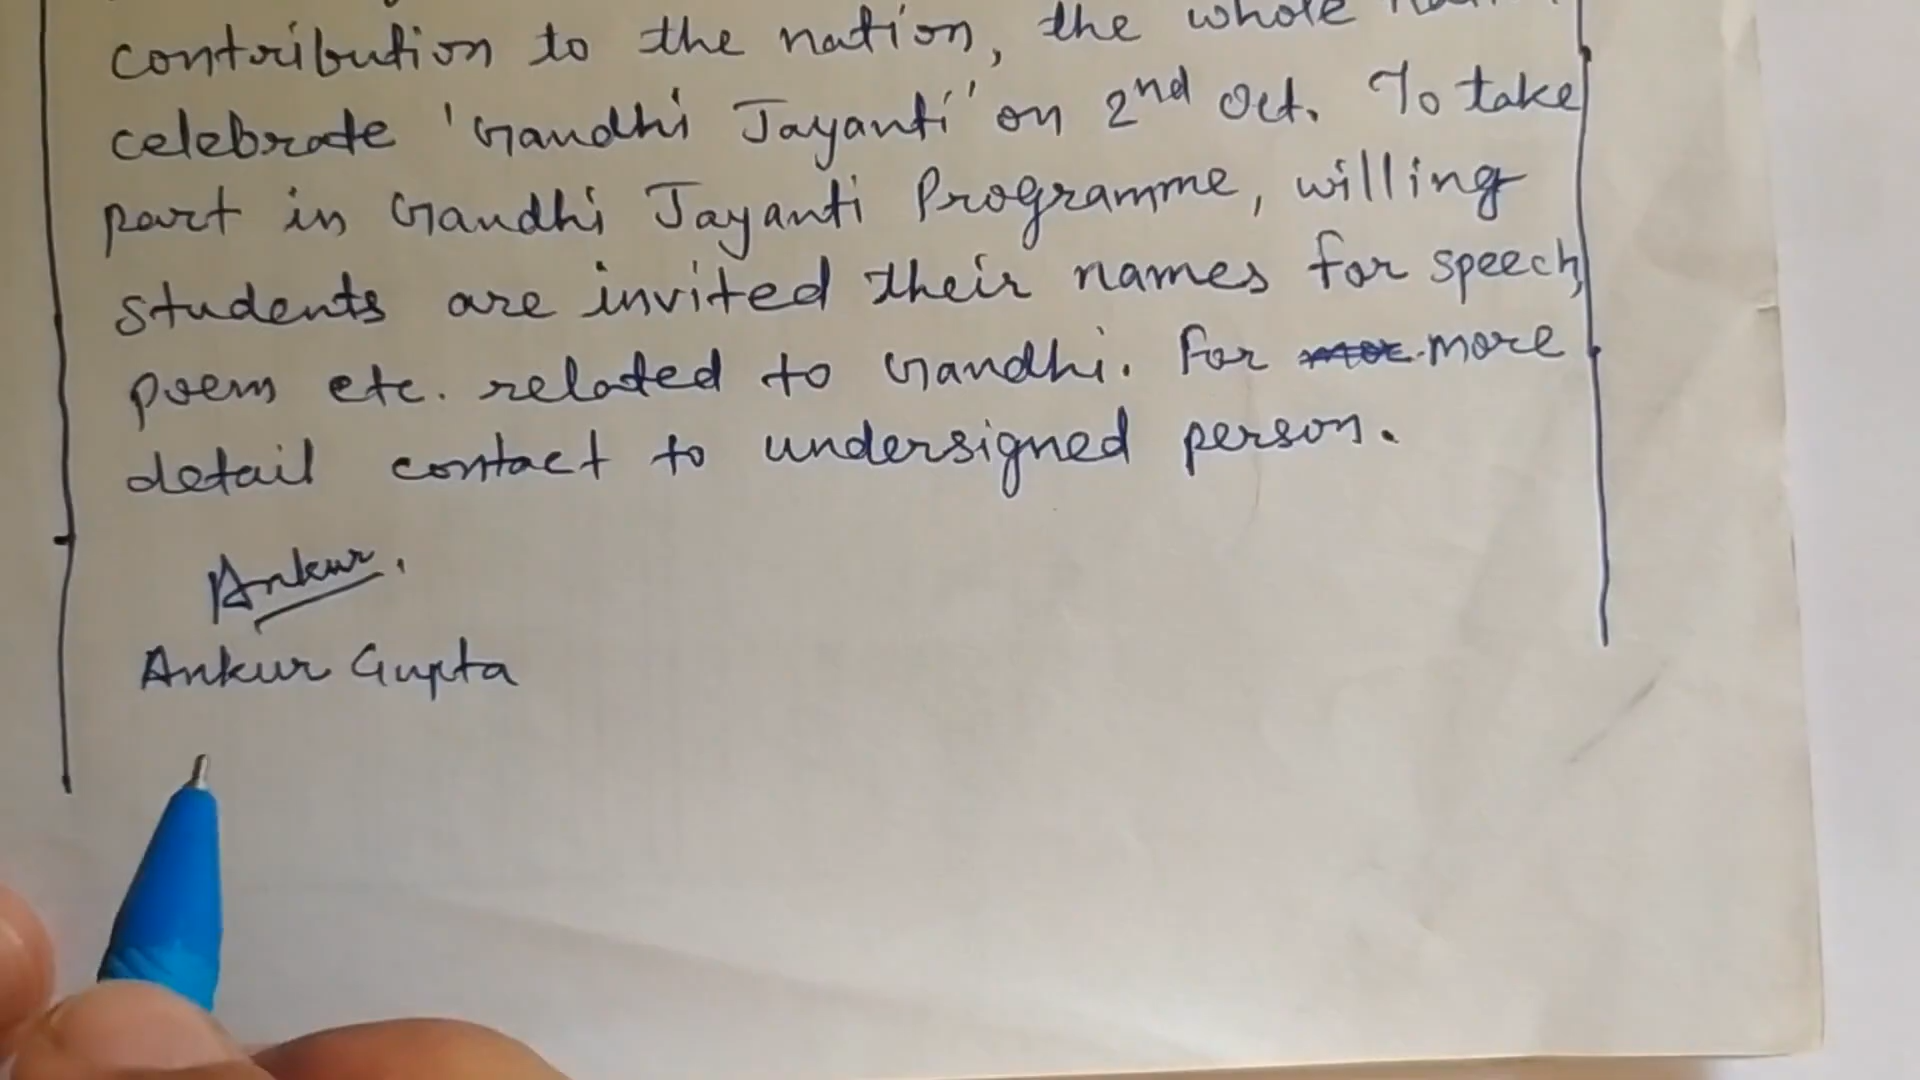 contribution to the nation, the whole
celebrate 'Gandhi Jayanti' on 2nd Oct. To take
part in Gandhi Jayanti Programme, willing
students are invited their names for speech,
poem etc. related to Gandhi. For more
detail contact to undersigned person.
Ankur.
Ankur Gupta